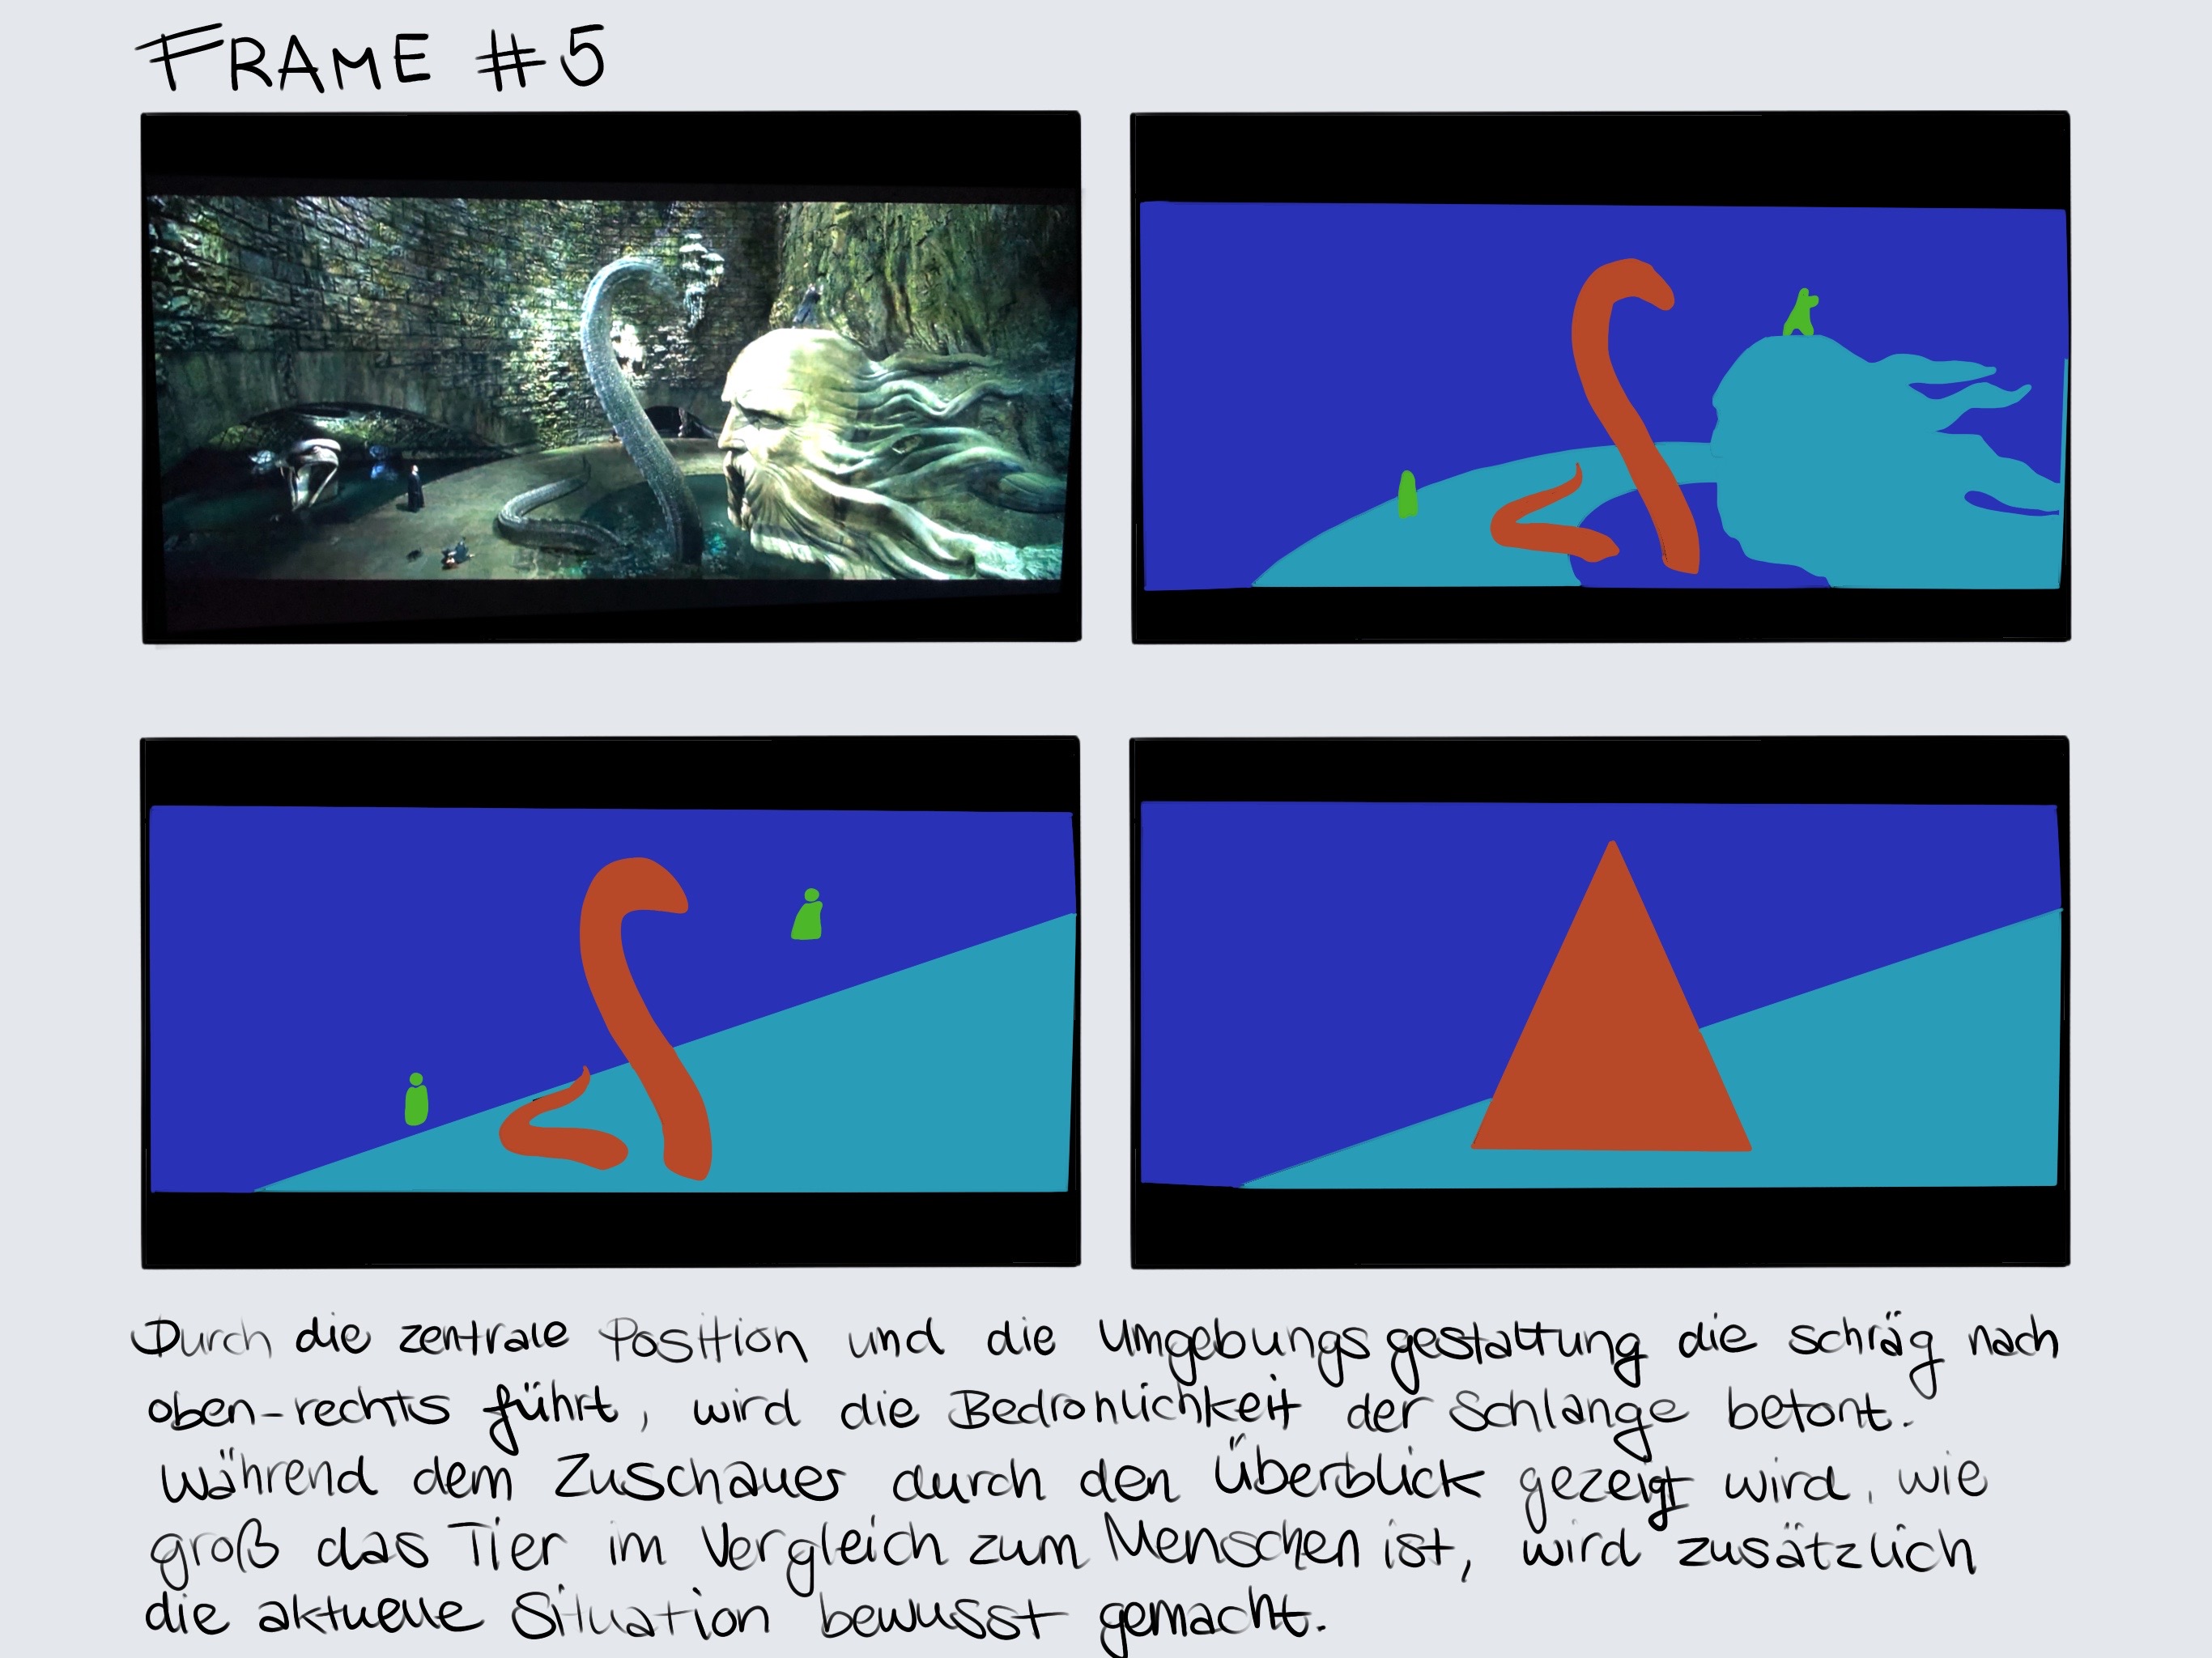 FRAME #5
Durch die zentrale Position und die Umgebungsgestaltung die schräg nach
oben-rechts führt, wird die Bedrohlichkeit der Schlange betont.
Während dem Zuschauer durch den Überblick gezeigt wird, wie
groß das Tier im Vergleich zum Menschen ist, wird zusätzlich
die aktuelle Situation bewusst gemacht.